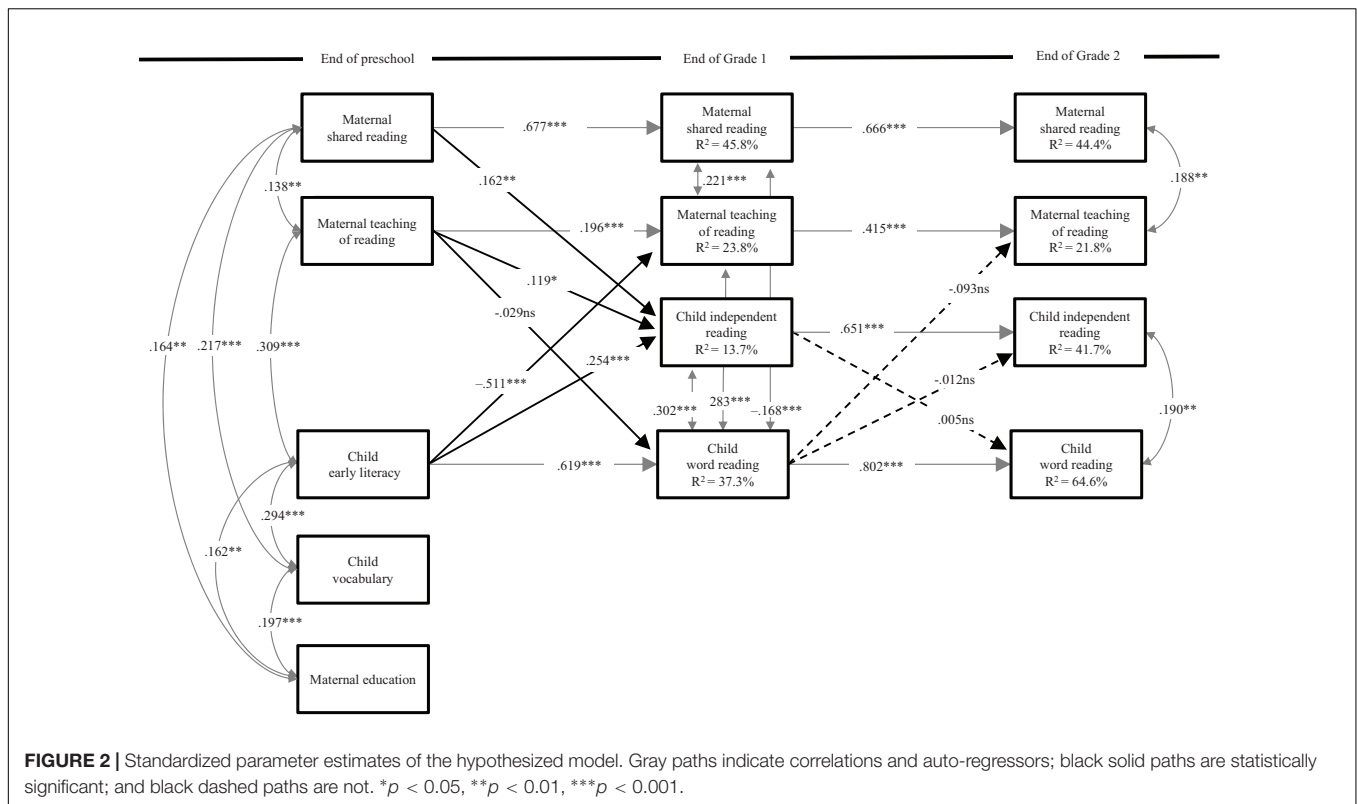 End of preschool
End of Grade 1
End of Grade 2
Maternal
shared reading
.677***
Maternal
shared reading
R² = 45.8%
.666***
Maternal
shared reading
R² = 44.4%
.138**
.162**
.221***
.188**
Maternal teaching
of reading
.196***
Maternal teaching
of reading
R² = 23.8%
.415***
Maternal teaching
of reading
R² = 21.8%
.119*
-.029ns
-.093ns
.164**
.217***
.309***
Child independent
reading
R² = 13.7%
.651***
Child independent
reading
R² = 41.7%
–.511***
.254***
-.012ns
.302***
283***
–.168***
.005ns
.190**
Child
early literacy
.619***
Child
word reading
R² = 37.3%
.802***
Child
word reading
R² = 64.6%
.294***
.162**
Child
vocabulary
.197***
Maternal education
FIGURE 2 | Standardized parameter estimates of the hypothesized model. Gray paths indicate correlations and auto-regressors; black solid paths are statistically
significant; and black dashed paths are not. *p < 0.05, **p < 0.01, ***p < 0.001.